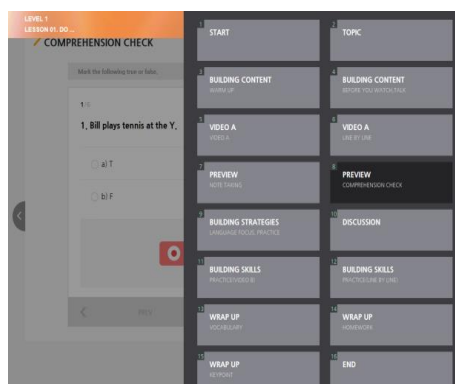 LEVEL 1
LESSON 01. DO ...
COMPREHENSION CHECK
Mark the following true or false.
1/5
1. Bill plays tennis at the Y.
a) T
b) F
O
PREV
1
START
2
TOPIC
3
BUILDING CONTENT
WARM UP
4
BUILDING CONTENT
BEFORE YOU WATCH,TALK
5
VIDEO A
VIDEO A
6
VIDEO A
LINE BY LINE
7
PREVIEW
NOTE TAKING
8
PREVIEW
COMPREHENSION CHECK
9
BUILDING STRATEGIES
LANGUAGE FOCUS, PRACTICE
10
DISCUSSION
11
BUILDING SKILLS
PRACTICE(VIDEO B)
12
BUILDING SKILLS
PRACTICE(LINE BY LINE)
13
WRAP UP
VOCABULARY
14
WRAP UP
HOMEWORK
15
WRAP UP
KEYPOINT
16
END